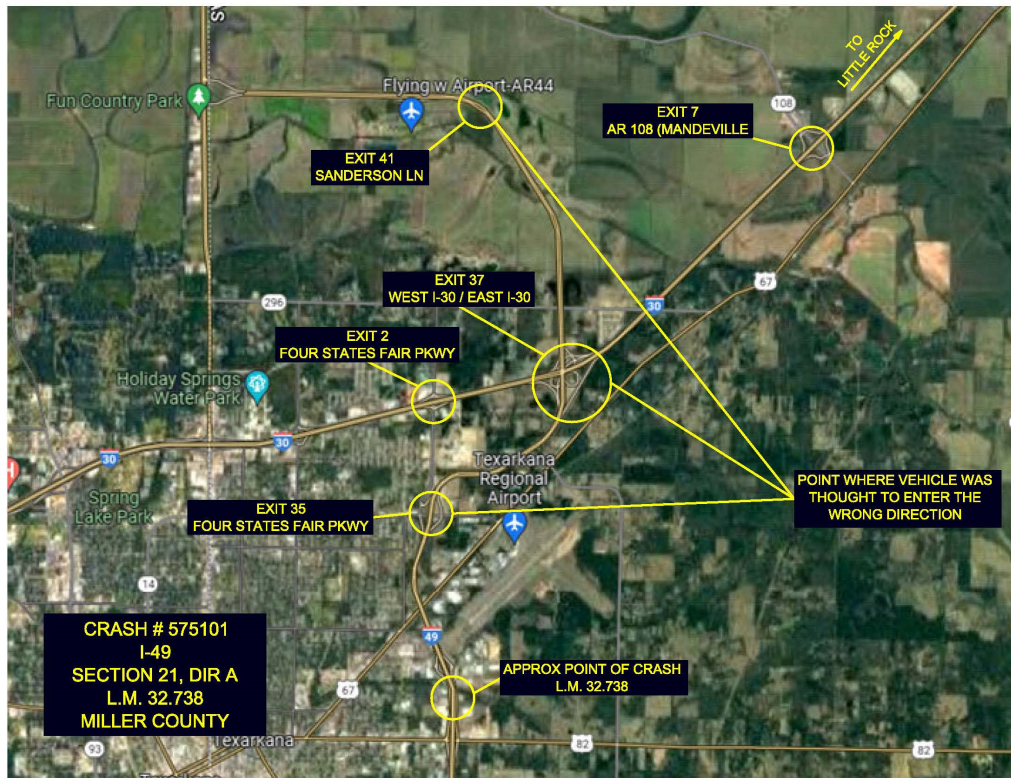 TO
LITTLE ROCK
Flying w Airport-AR44
Fun Country Park
108
EXIT 7
AR 108 (MANDEVILLE
EXIT 41
SANDERSON LN
EXIT 37
WEST I-30 / EAST I-30
67
296
30
EXIT 2
FOUR STATES FAIR PKWY
Holiday Springs
Water Park
30
30
Texarkana
Regional
Airport
H
Spring
Lake Park
EXIT 35
FOUR STATES FAIR PKWY
POINT WHERE VEHICLE WAS
THOUGHT TO ENTER THE
WRONG DIRECTION
14
CRASH # 575101
I-49
SECTION 21, DIR A
L.M. 32.738
MILLER COUNTY
49
APPROX POINT OF CRASH
L.M. 32.738
67
Texarkana
82
82
93
Texarkana